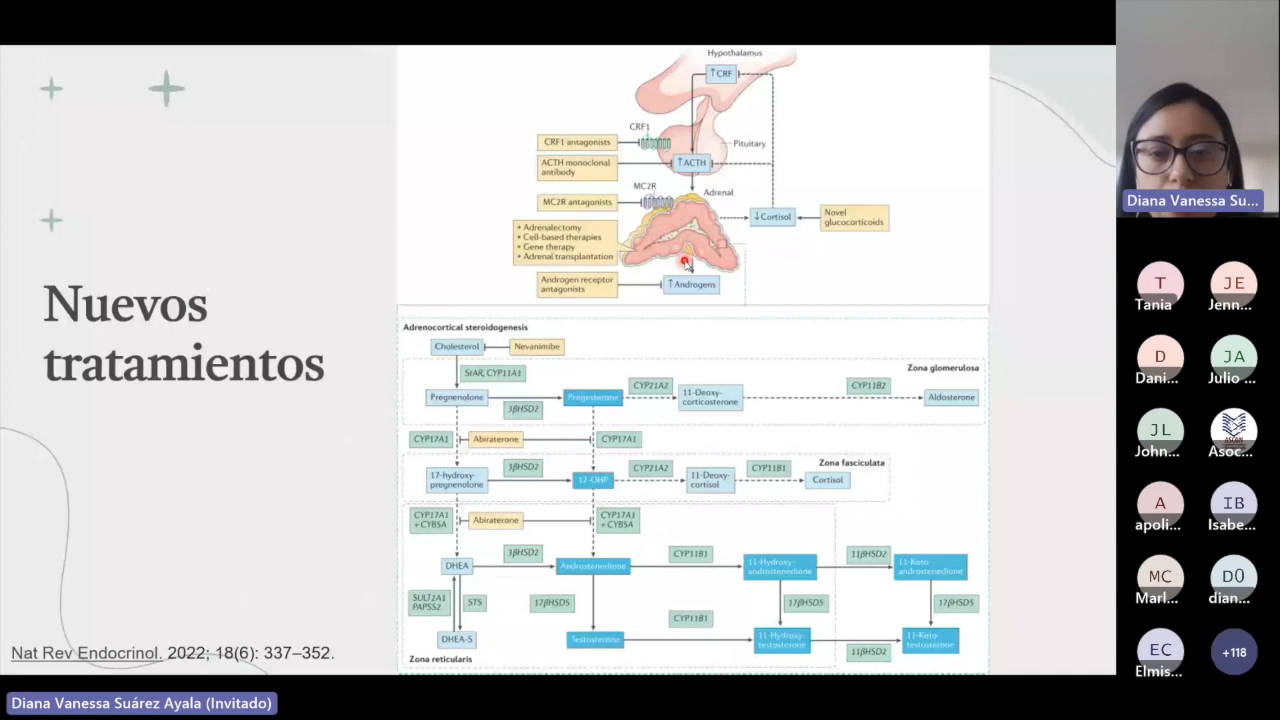 Nuevos
tratamientos
Nat Rev Endocrinol. 2022; 18(6): 337–352.
Hypothalamus
↑CRF
CRF1
CRF1 antagonists
Pituitary
ACTH monoclonal
antibody
↑ACTH
MC2R
Adrenal
MC2R antagonists
↓Cortisol
Novel
glucocorticoids
• Adrenalectomy
• Cell-based therapies
• Gene therapy
• Adrenal transplantation
Androgen receptor
antagonists
↑Androgens
Adrenocortical steroidogenesis
Cholesterol
Nevanimibe
StAR, CYP11A1
Zona glomerulosa
Pregnenolone
3βHSD2
Progesterone
CYP21A2
11-Deoxy-
corticosterone
CYP11B2
Aldosterone
CYP17A1
Abiraterone
CYP17A1
Zona fasciculata
17-hydroxy-
pregnenolone
3βHSD2
17-OHP
CYP21A2
11-Deoxy-
cortisol
CYP11B1
Cortisol
CYP17A1
+ CYB5A
Abiraterone
CYP17A1
+ CYB5A
DHEA
3βHSD2
Androstenedione
CYP11B1
11-Hydroxy-
androstenedione
11βHSD2
11-Keto-
androstenedione
SULT2A1
PAPSS2
STS
17βHSD5
CYP11B1
17βHSD5
17βHSD5
DHEA-S
Testosterone
11-Hydroxy-
testosterone
11βHSD2
11-Keto-
testosterone
Zona reticularis
Diana Vanessa Su...
T
Tania
JE
Jenn...
D
Dani...
JA
Julio ...
JL
John...
Asoc...
A
apoli...
IB
Isabe...
MC
Marl...
D0
dian...
EC
Elmis...
+118
Diana Vanessa Suárez Ayala (Invitado)